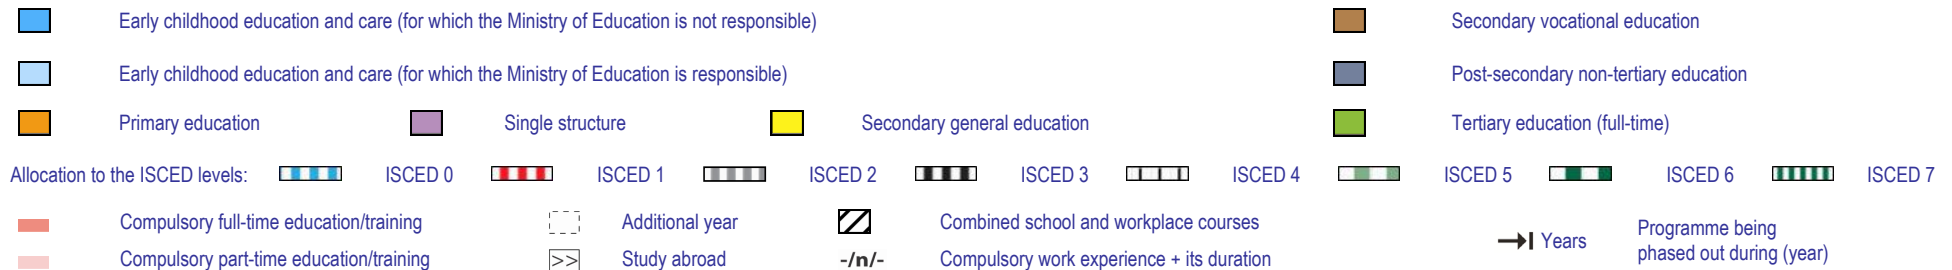 Early childhood education and care (for which the Ministry of Education is not responsible)
Secondary vocational education
Early childhood education and care (for which the Ministry of Education is responsible)
Post-secondary non-tertiary education
Primary education
Single structure
Secondary general education
Tertiary education (full-time)
Allocation to the ISCED levels:
ISCED 0
ISCED 1
ISCED 2
ISCED 3
ISCED 4
ISCED 5
ISCED 6
ISCED 7
Compulsory full-time education/training
Additional year
Combined school and workplace courses
Years
Programme being
phased out during (year)
Compulsory part-time education/training
>>
Study abroad
-/n/-
Compulsory work experience + its duration